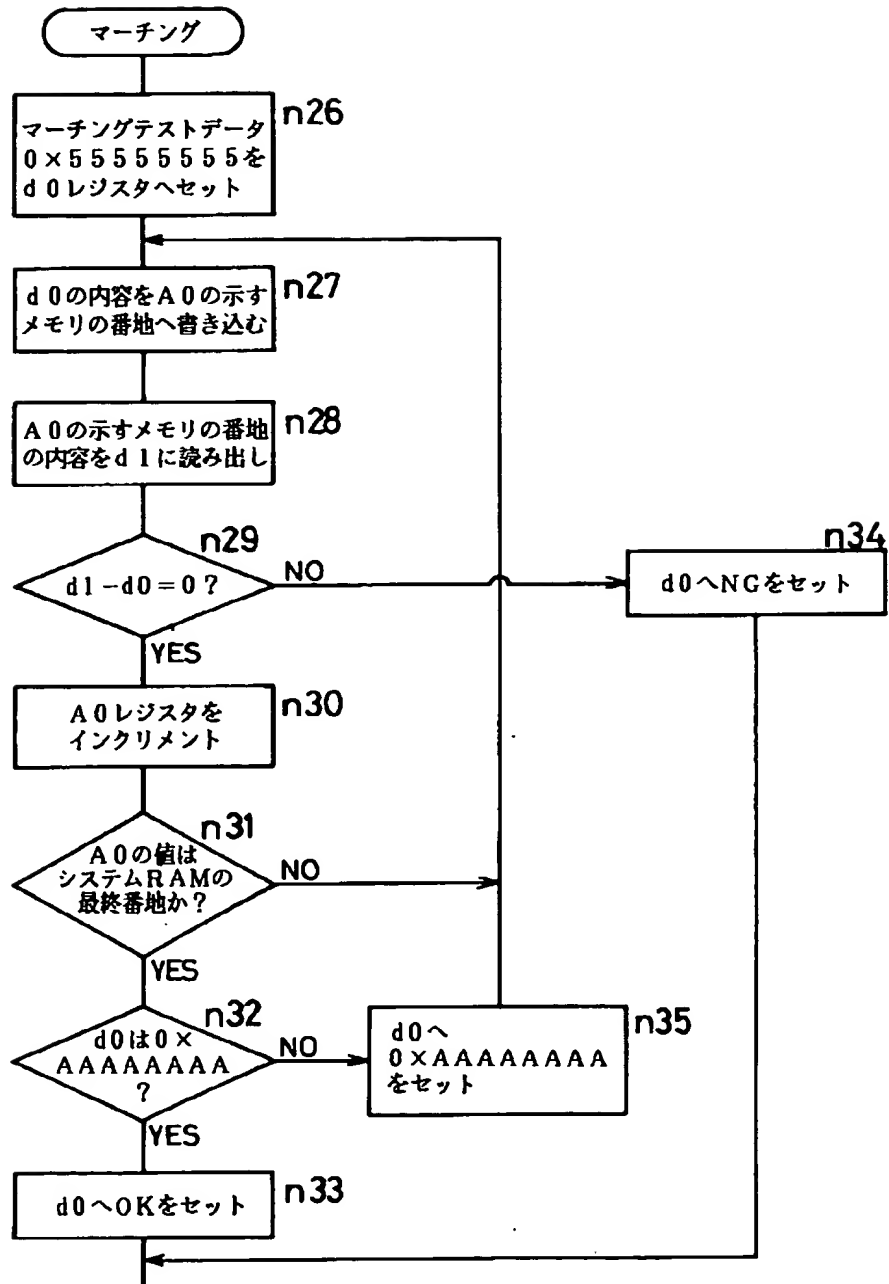 マーチング
n26
マーチングテストデータ
0×55555555を
d0レジスタへセット
n27
d0の内容をA0の示す
メモリの番地へ書き込む
n28
A0の示すメモリの番地
の内容をd1に読み出し
n29
d1-d0=0?
NO
YES
n34
d0へNGをセット
n30
A0レジスタを
インクリメント
n31
A0の値は
システムRAMの
最終番地か?
NO
YES
n32
d0は0×
AAAAAAAA
?
NO
YES
n35
d0へ
0×AAAAAAAA
をセット
n33
d0へOKをセット